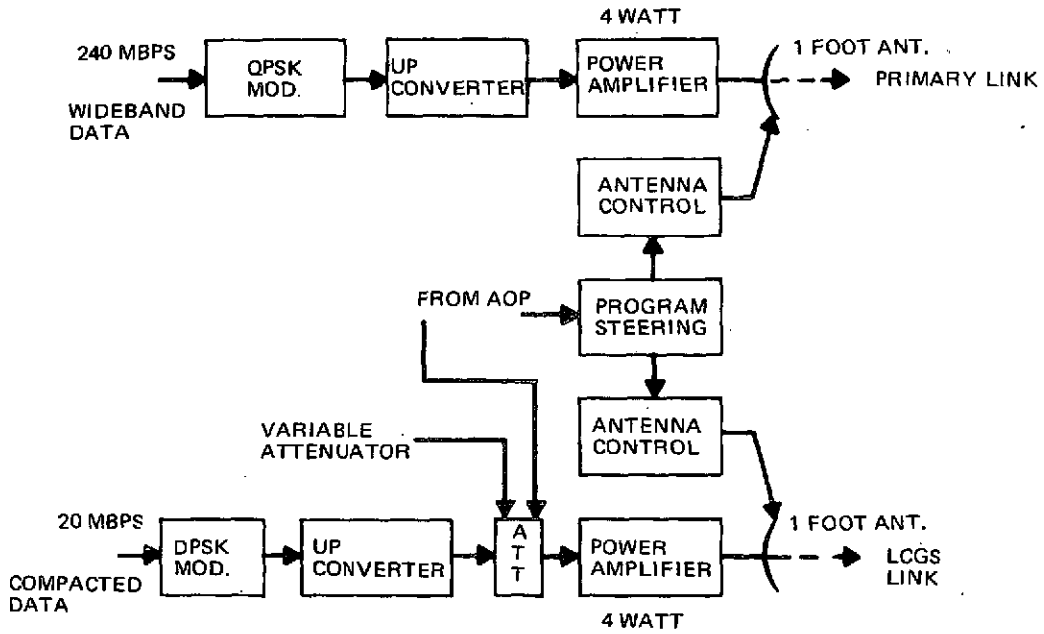 4 WATT
240 MBPS
WIDEBAND
DATA
QPSK
MOD.
UP
CONVERTER
POWER
AMPLIFIER
1 FOOT ANT.
PRIMARY LINK
ANTENNA
CONTROL
FROM AOP
PROGRAM
STEERING
ANTENNA
CONTROL
VARIABLE
ATTENUATOR
20 MBPS
COMPACTED
DATA
DPSK
MOD.
UP
CONVERTER
A
T
T
POWER
AMPLIFIER
4 WATT
1 FOOT ANT.
LCGS
LINK